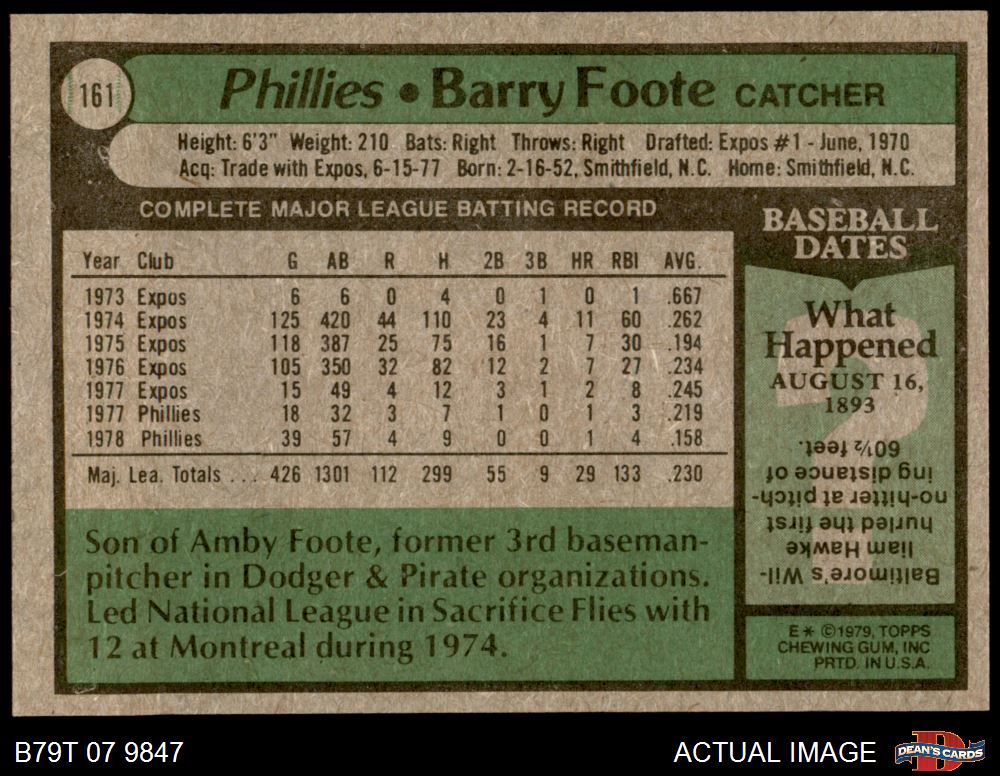 161
Phillies • Barry Foote CATCHER
Height: 6'3" Weight: 210 Bats: Right Throws: Right Drafted: Expos #1 - June, 1970
Acq: Trade with Expos, 6-15-77 Born: 2-16-52, Smithfield, N.C. Home: Smithfield, N.C.
COMPLETE MAJOR LEAGUE BATTING RECORD
Year Club G AB R H 2B 3B HR RBI AVG.
1973 Expos 6 6 0 4 0 1 0 1 .667
1974 Expos 125 420 44 110 23 4 11 60 .262
1975 Expos 118 387 25 75 16 1 7 30 .194
1976 Expos 105 350 32 82 12 2 7 27 .234
1977 Expos 15 49 4 12 3 1 2 8 .245
1977 Phillies 18 32 3 7 1 0 1 3 .219
1978 Phillies 39 57 4 9 0 0 1 4 .158
Maj. Lea. Totals ... 426 1301 112 299 55 9 29 133 .230
Son of Amby Foote, former 3rd baseman-
pitcher in Dodger & Pirate organizations.
Led National League in Sacrifice Flies with
12 at Montreal during 1974.
BASEBALL
DATES
What
Happened
AUGUST 16,
1893
?
Baltimore's Wil-
liam Hawke
hurled the first
no-hitter at pitch-
ing distance of
60½ feet.
E* ©1979, TOPPS
CHEWING GUM, INC
PRTD. IN U.S.A.
B79T 07 9847
ACTUAL IMAGE
DEAN'S CARDS